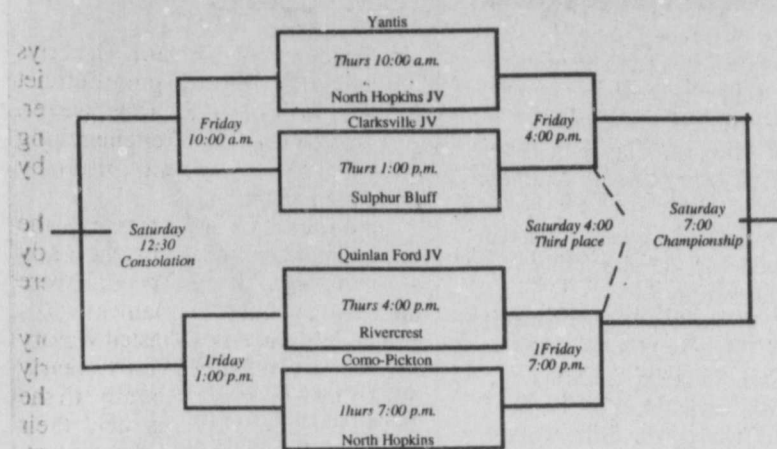 Yantis
Thurs 10:00 a.m.
North Hopkins JV
Friday
10:00 a.m.
Friday
4:00 p.m.
Clarksville JV
Thurs 1:00 p.m.
Sulphur Bluff
Saturday
12:30
Consolation
Saturday 4:00
Third place
Saturday
7:00
Championship
Quinlan Ford JV
Thurs 4:00 p.m.
Rivercrest
1riday
1:00 p.m.
1Friday
7:00 p.m.
Como-Pickton
1hurs 7:00 p.m.
North Hopkins